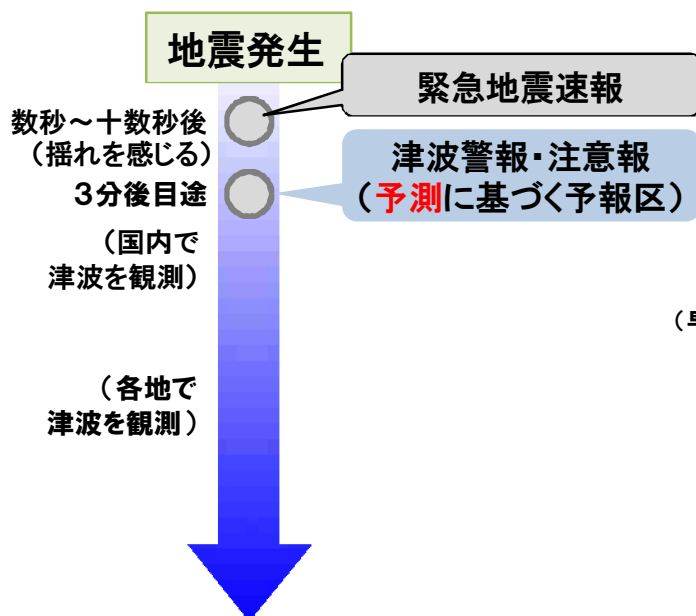 地震発生
緊急地震速報
数秒～十数秒後
（揺れを感じる）
津波警報・注意報
（予測に基づく予報区）
３分後目途
（国内で
津波を観測）
（各地で
津波を観測）